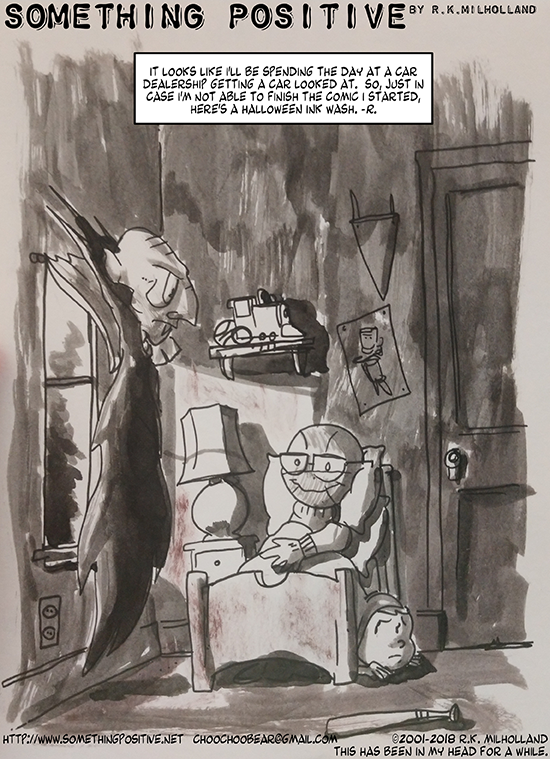 SOMETHING POSITIVE BY R.K.MILHOLLAND
IT LOOKS LIKE I'LL BE SPENDING THE DAY AT A CAR
DEALERSHIP GETTING A CAR LOOKED AT. SO, JUST IN
CASE I'M NOT ABLE TO FINISH THE COMIC I STARTED,
HERE'S A HALLOWEEN INK WASH. -R.
HTTP://WWW.SOMETHINGPOSITIVE.NET CHOOCHOOBEAR@GMAIL.COM ©2001-2018 R.K. MILHOLLAND
THIS HAS BEEN IN MY HEAD FOR A WHILE.